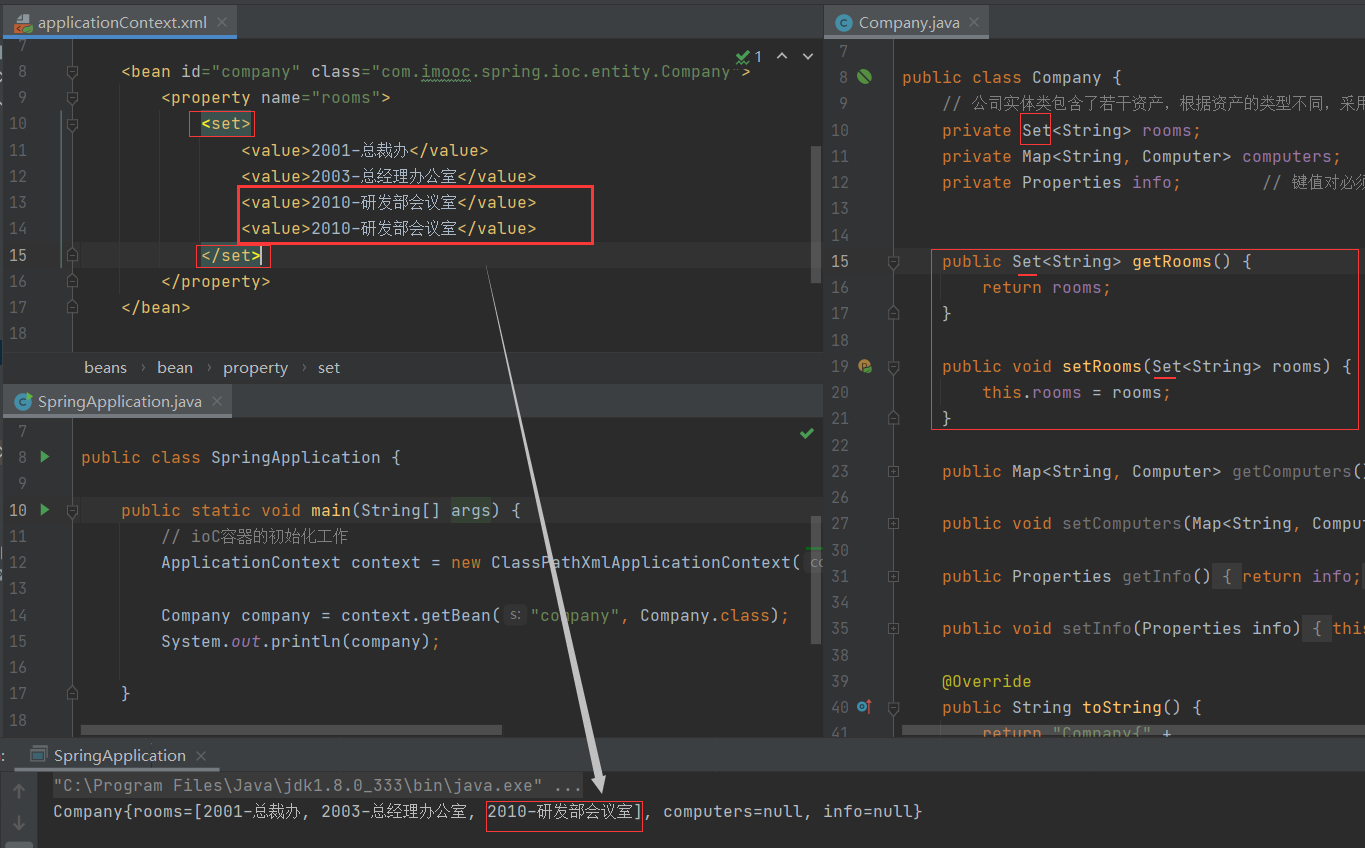 applicationContext.xml
7
8 <bean id="company" class="com.imooc.spring.ioc.entity.Company">
9 <property name="rooms">
10 <set>
11 <value>2001-总裁办</value>
12 <value>2003-总经理办公室</value>
13 <value>2010-研发部会议室</value>
14 <value>2010-研发部会议室</value>
15 </set>
16 </property>
17 </bean>
18
1
beans › bean › property › set
SpringApplication.java
7
8 public class SpringApplication {
9
10 public static void main(String[] args) {
11 // ioC容器的初始化工作
12 ApplicationContext context = new ClassPathXmlApplicationContext( co
13
14 Company company = context.getBean( s: "company", Company.class);
15 System.out.println(company);
16
17 }
18
Company.java
7
8 public class Company {
9 // 公司实体类包含了若干资产，根据资产的类型不同，采用
10 private Set<String> rooms;
11 private Map<String, Computer> computers;
12 private Properties info; // 键值对必须
13
14
15 public Set<String> getRooms() {
16 return rooms;
17 }
18
19 public void setRooms(Set<String> rooms) {
20 this.rooms = rooms;
21 }
22
23 public Map<String, Computer> getComputers()
26
27 public void setComputers(Map<String, Compu
30
31 public Properties getInfo() { return info;
34
35 public void setInfo(Properties info) { this
38
39 @Override
40 public String toString() {
41 return "Company{" +
: SpringApplication
"C:\Program Files\Java\jdk1.8.0_333\bin\java.exe" ...
Company{rooms=[2001-总裁办, 2003-总经理办公室, 2010-研发部会议室], computers=null, info=null}